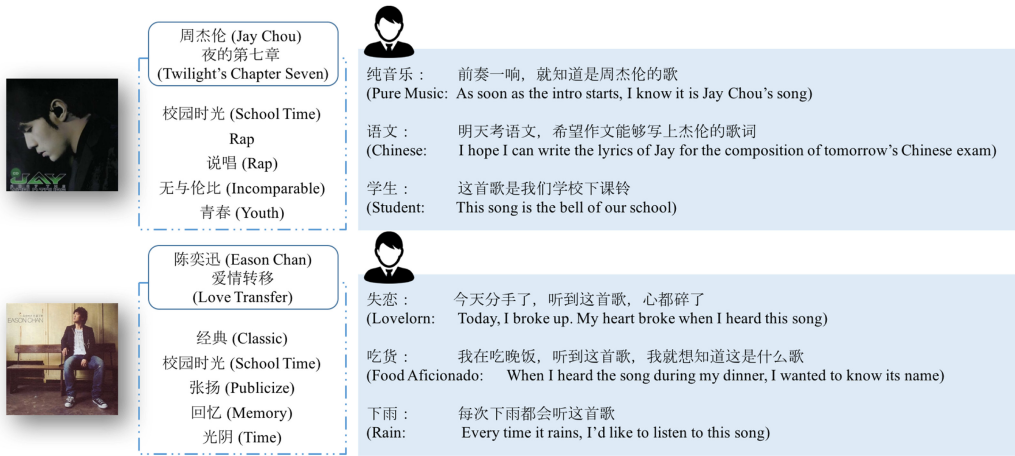 周杰伦 (Jay Chou)
夜的第七章
(Twilight’s Chapter Seven)
校园时光 (School Time)
Rap
说唱 (Rap)
无与伦比 (Incomparable)
青春 (Youth)
纯音乐： 前奏一响，就知道是周杰伦的歌
(Pure Music: As soon as the intro starts, I know it is Jay Chou’s song)
语文： 明天考语文，希望作文能够写上杰伦的歌词
(Chinese: I hope I can write the lyrics of Jay for the composition of tomorrow’s Chinese exam)
学生： 这首歌是我们学校下课铃
(Student: This song is the bell of our school)
JAY
陈奕迅 (Eason Chan)
爱情转移
(Love Transfer)
经典 (Classic)
校园时光 (School Time)
张扬 (Publicize)
回忆 (Memory)
光阴 (Time)
失恋： 今天分手了，听到这首歌，心都碎了
(Lovelorn: Today, I broke up. My heart broke when I heard this song)
吃货： 我在吃晚饭，听到这首歌，我就想知道这是什么歌
(Food Aficionado: When I heard the song during my dinner, I wanted to know its name)
下雨： 每次下雨都会听这首歌
(Rain: Every time it rains, I’d like to listen to this song)
EASON CHAN